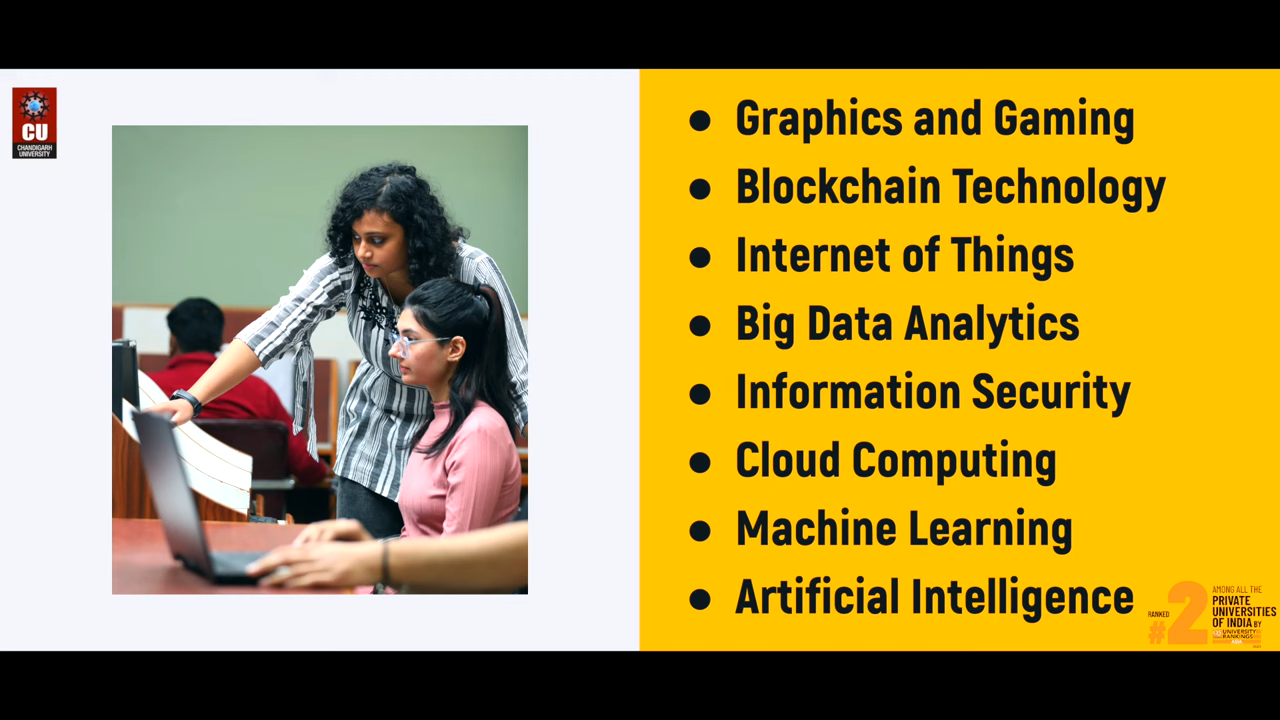 CU
CHANDIGARH
UNIVERSITY
● Graphics and Gaming
● Blockchain Technology
● Internet of Things
● Big Data Analytics
● Information Security
● Cloud Computing
● Machine Learning
● Artificial Intelligence
RANKED
#2
AMONG ALL THE
PRIVATE
UNIVERSITIES
OF INDIA BY
UNIVERSITY
RANKINGS